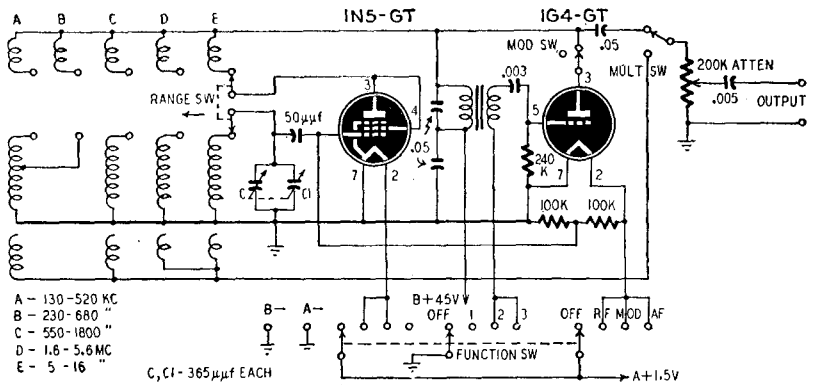 A B C D E
1N5-GT
1G4-GT
MOD SW.
.05
MULT SW
200K ATTEN
.005
OUTPUT
RANGE SW
50µµf
3
4
7
2
.05
.003
5
3
7
2
240
K
100K
100K
C2
C1
A - 130-520 KC
B - 230-680 "
C - 550-1800 "
D - 1.6-5.6 MC
E - 5-16 "
B→ A→
B+45V
OFF 1 2 3
OFF RF MOD AF
FUNCTION SW
C, C1- 365µµf EACH
A+1.5V